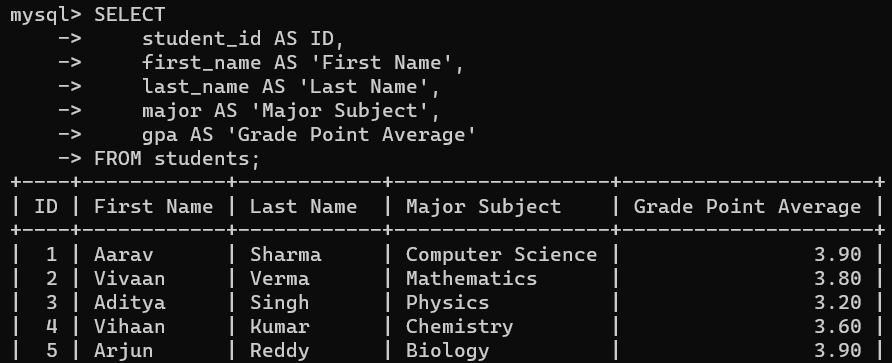 mysql> SELECT
    ->     student_id AS ID,
    ->     first_name AS 'First Name',
    ->     last_name AS 'Last Name',
    ->     major AS 'Major Subject',
    ->     gpa AS 'Grade Point Average'
    -> FROM students;
+----+------------+------------+------------------+---------------------+
| ID | First Name | Last Name  | Major Subject    | Grade Point Average |
+----+------------+------------+------------------+---------------------+
|  1 | Aarav      | Sharma     | Computer Science |                3.90 |
|  2 | Vivaan     | Verma      | Mathematics      |                3.80 |
|  3 | Aditya     | Singh      | Physics          |                3.20 |
|  4 | Vihaan     | Kumar      | Chemistry        |                3.60 |
|  5 | Arjun      | Reddy      | Biology          |                3.90 |